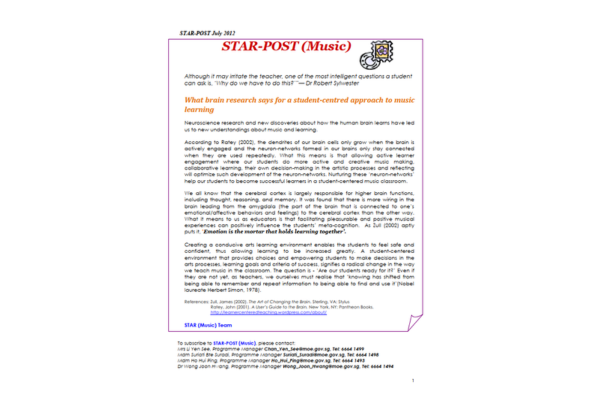 STAR-POST July 2012
STAR-POST (Music)
Although it may irritate the teacher, one of the most intelligent questions a student
can ask is, 'Why do we have to do this?'" — Dr Robert Sylwester
What brain research says for a student-centred approach to music
learning
Neuroscience research and new discoveries about how the human brain learns have led
us to new understandings about music and learning.
According to Ratey (2002), the dendrites of our brain cells only grow when the brain is
actively engaged and the neuron-networks formed in our brains only stay connected
when they are used repeatedly. What this means is that allowing active learner
engagement where our students do more active and creative music making,
collaborative learning, their own decision-making in the artistic processes and reflecting
will optimize such development of the neuron-networks. Nurturing these 'neuron-networks'
help our students to become successful learners in a student-centered music classroom.
We all know that the cerebral cortex is largely responsible for higher brain functions,
including thought, reasoning, and memory. It was found that there is more wiring in the
brain leading from the amygdala (the part of the brain that is connected to one's
emotional/affective behaviors and feelings) to the cerebral cortex than the other way.
What it means to us as educators is that facilitating pleasurable and positive musical
experiences can positively influence the students' meta-cognition. As Zull (2002) aptly
puts it, 'Emotion is the mortar that holds learning together'.
Creating a conducive arts learning environment enables the students to feel safe and
confident, thus allowing learning to be increased greatly. A student-centered
environment that provides choices and empowering students to make decisions in the
arts processes, learning goals and criteria of success, signifies a radical change in the way
we teach music in the classroom. The question is - 'Are our students ready for it?' Even if
they are not yet, as teachers, we ourselves must realise that 'knowing has shifted from
being able to remember and repeat information to being able to find and use it' (Nobel
laureate Herbert Simon, 1978).
References: Zull, James (2002). The Art of Changing the Brain. Sterling, VA: Stylus
Ratey, John (2001). A User's Guide to the Brain. New York, NY: Pantheon Books.
http://learnercenteredteaching.wordpress.com/about/
STAR (Music) Team
To subscribe to STAR-POST (Music), please contact:
Mrs Li Yen See, Programme Manager Chan_Yen_See@moe.gov.sg, Tel: 6664 1499
Mdm Suriati Bte Suradi, Programme Manager Suriati_Suradi@moe.gov.sg, Tel: 6664 1498
Mdm Ho Hui Ping, Programme Manager Ho_Hui_Ping@moe.gov.sg, Tel: 6664 1493
Dr Wong Joon Hwang, Programme Manager Wong_Joon_Hwang@moe.gov.sg, Tel: 6664 1494
1